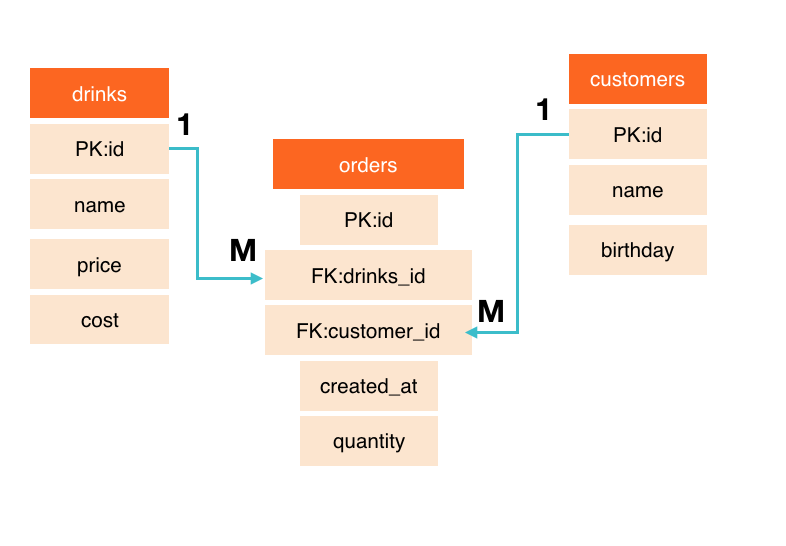 drinks
PK:id
name
price
cost
1
M
orders
PK:id
FK:drinks_id
FK:customer_id
created_at
quantity
M
1
customers
PK:id
name
birthday